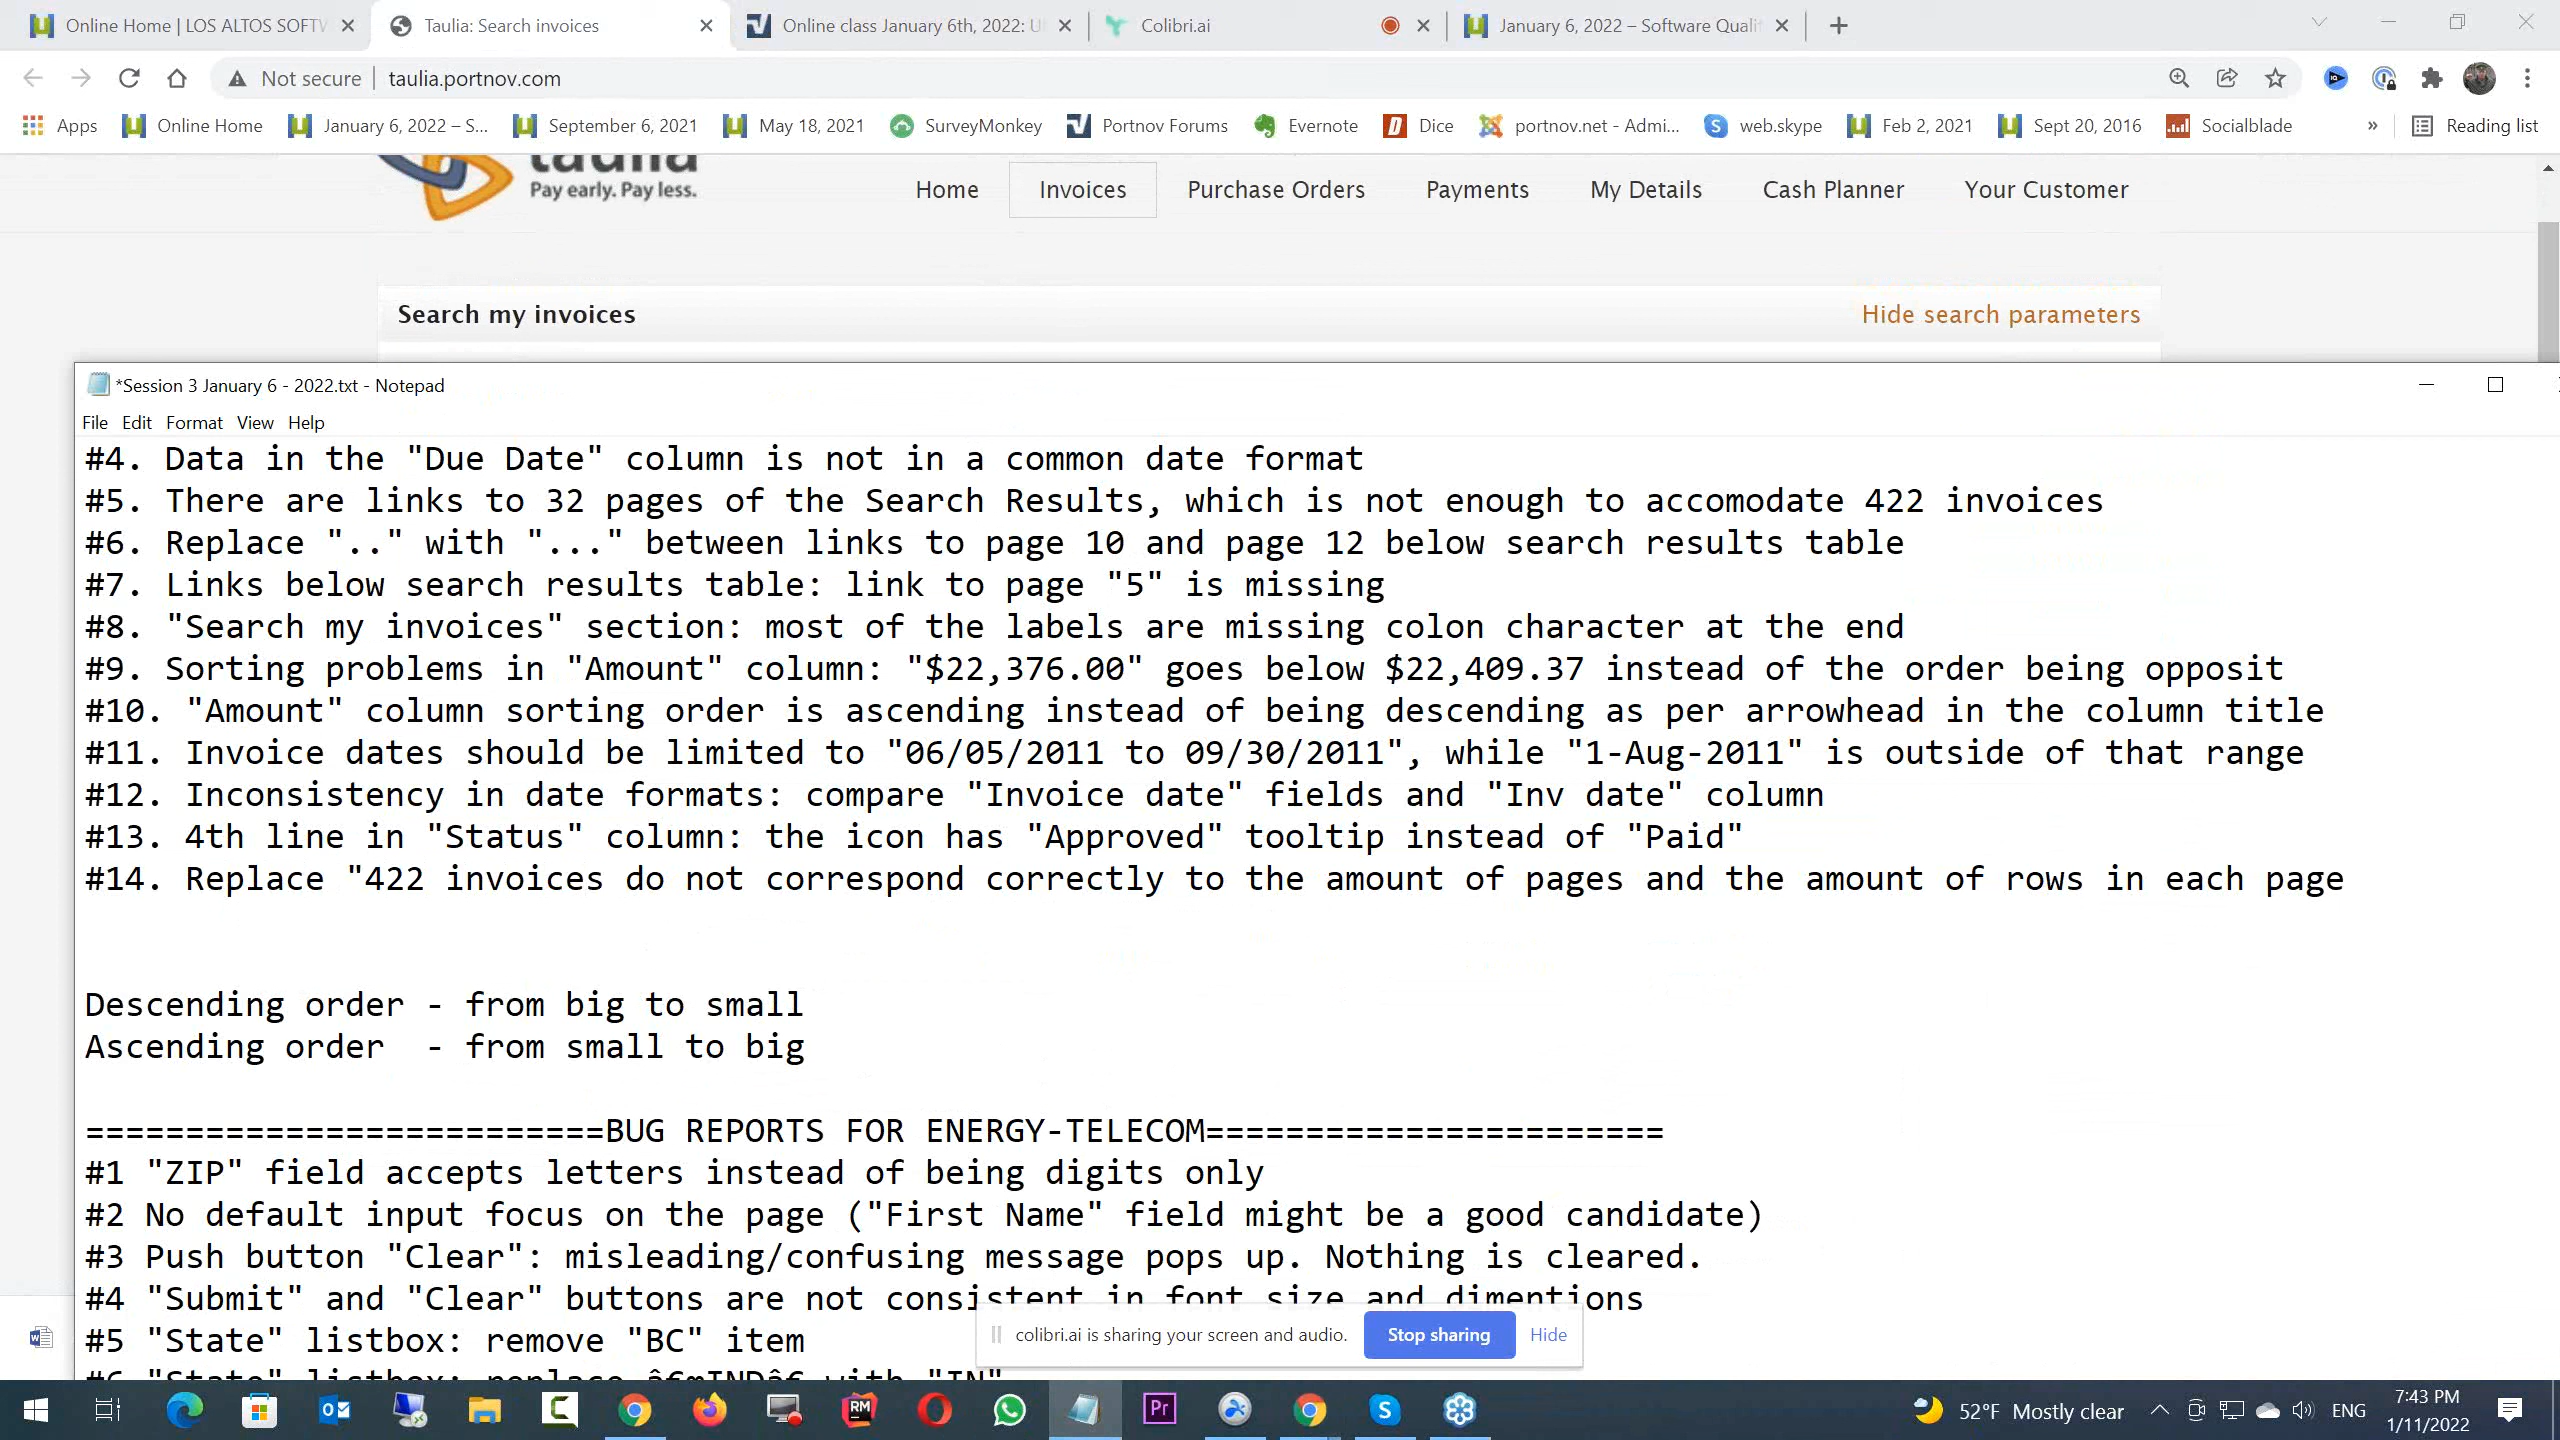 Online Home | LOS ALTOS SOFTV
Taulia: Search invoices
Online class January 6th, 2022: U
Colibri.ai
January 6, 2022 – Software Quali
Not secure
taulia.portnov.com
Apps
Online Home
January 6, 2022 – S...
September 6, 2021
May 18, 2021
SurveyMonkey
Portnov Forums
Evernote
Dice
portnov.net - Admi...
web.skype
Feb 2, 2021
Sept 20, 2016
Socialblade
»
Reading list
taulia
Pay early. Pay less.
Home
Invoices
Purchase Orders
Payments
My Details
Cash Planner
Your Customer
Search my invoices
Hide search parameters
*Session 3 January 6 - 2022.txt - Notepad
File Edit Format View Help
#4. Data in the "Due Date" column is not in a common date format
#5. There are links to 32 pages of the Search Results, which is not enough to accomodate 422 invoices
#6. Replace ".." with "..." between links to page 10 and page 12 below search results table
#7. Links below search results table: link to page "5" is missing
#8. "Search my invoices" section: most of the labels are missing colon character at the end
#9. Sorting problems in "Amount" column: "$22,376.00" goes below $22,409.37 instead of the order being opposit
#10. "Amount" column sorting order is ascending instead of being descending as per arrowhead in the column title
#11. Invoice dates should be limited to "06/05/2011 to 09/30/2011", while "1-Aug-2011" is outside of that range
#12. Inconsistency in date formats: compare "Invoice date" fields and "Inv date" column
#13. 4th line in "Status" column: the icon has "Approved" tooltip instead of "Paid"
#14. Replace "422 invoices do not correspond correctly to the amount of pages and the amount of rows in each page
Descending order - from big to small
Ascending order  - from small to big
==========================BUG REPORTS FOR ENERGY-TELECOM=======================
#1 "ZIP" field accepts letters instead of being digits only
#2 No default input focus on the page ("First Name" field might be a good candidate)
#3 Push button "Clear": misleading/confusing message pops up. Nothing is cleared.
#4 "Submit" and "Clear" buttons are not consistent in font size and dimentions
#5 "State" listbox: remove "BC" item
#6 "State" listbox: replace â€œINDâ€ with "IN"
colibri.ai is sharing your screen and audio.
Stop sharing
Hide
52°F Mostly clear
ENG
7:43 PM
1/11/2022